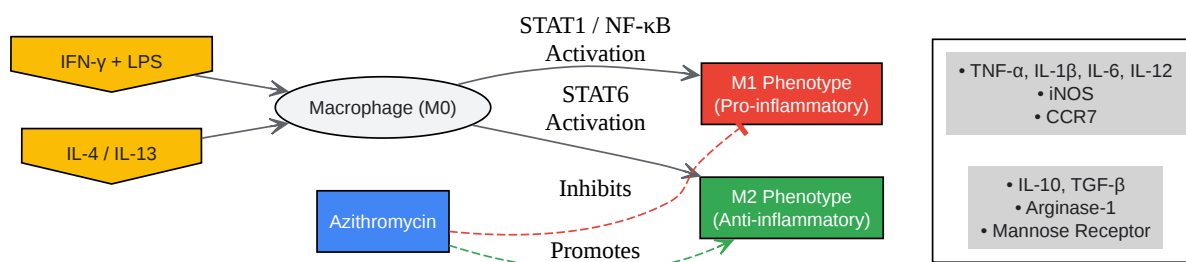 IFN-γ + LPS
IL-4 / IL-13
Macrophage (M0)
STAT1 / NF-κB
Activation
STAT6
Activation
Azithromycin
Inhibits
Promotes
M1 Phenotype
(Pro-inflammatory)
M2 Phenotype
(Anti-inflammatory)
• TNF-α, IL-1β, IL-6, IL-12
• iNOS
• CCR7
• IL-10, TGF-β
• Arginase-1
• Mannose Receptor